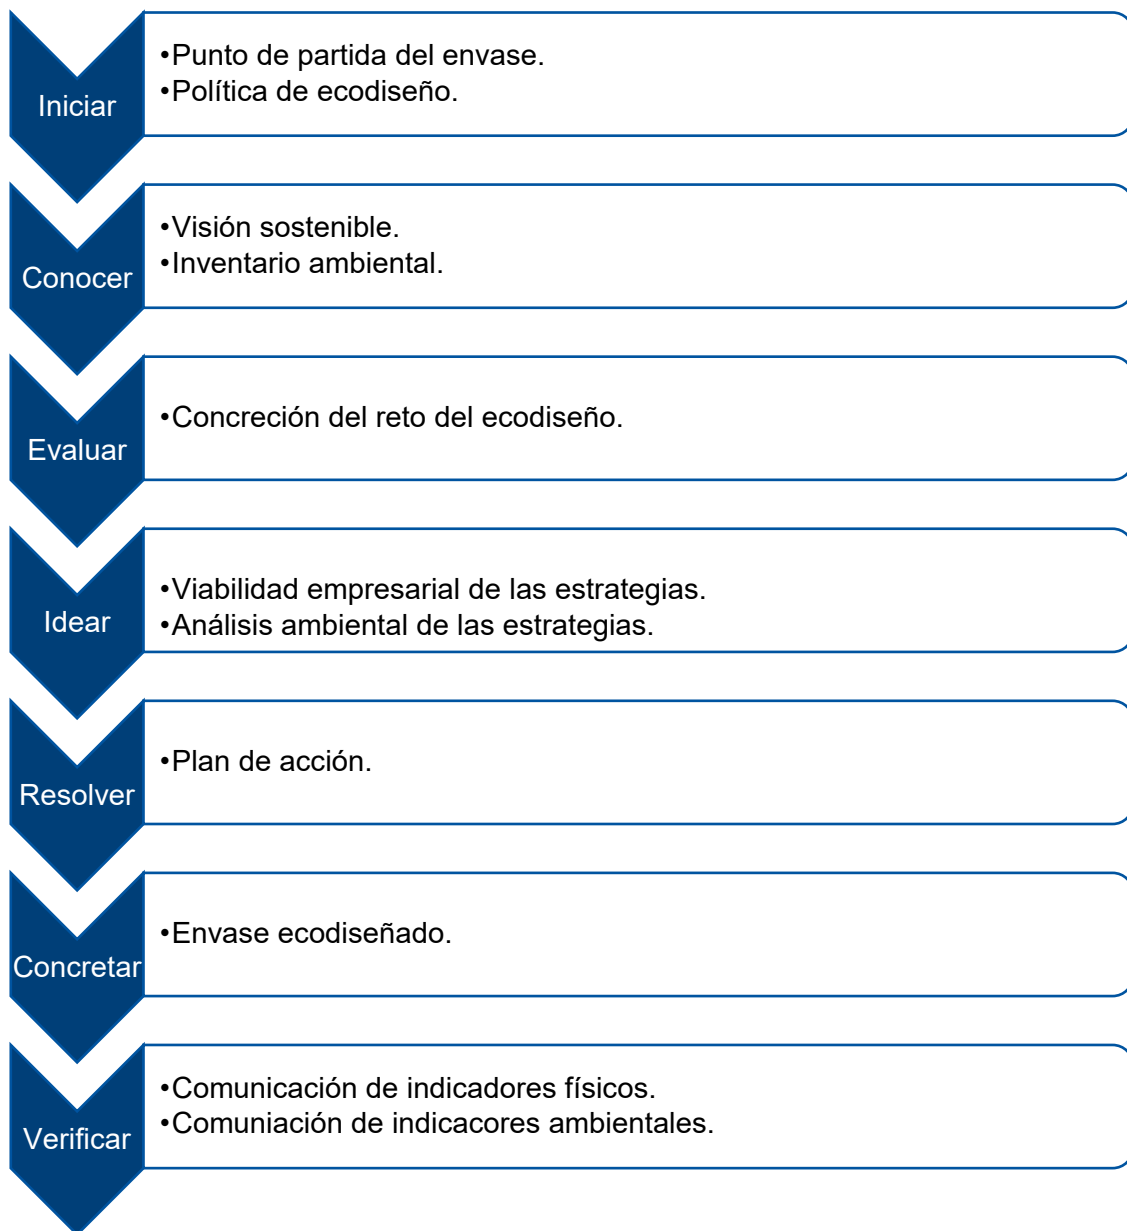 Iniciar
•Punto de partida del envase.
•Política de ecodiseño.
Conocer
•Visión sostenible.
•Inventario ambiental.
Evaluar
•Concreción del reto del ecodiseño.
Idear
•Viabilidad empresarial de las estrategias.
•Análisis ambiental de las estrategias.
Resolver
•Plan de acción.
Concretar
•Envase ecodiseñado.
Verificar
•Comunicación de indicadores físicos.
•Comuniación de indicacores ambientales.